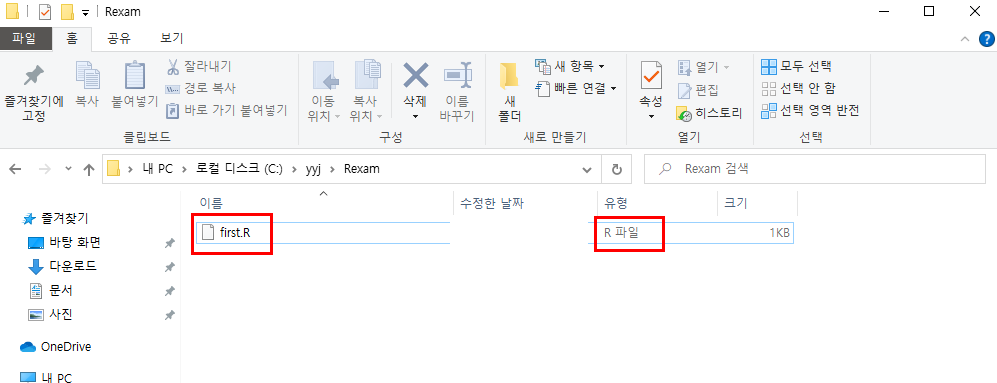 Rexam
파일 홈 공유 보기
즐겨찾기에 고정
복사
붙여넣기
잘라내기
경로 복사
바로 가기 붙여넣기
클립보드
이동 위치
복사 위치
삭제
이름 바꾸기
구성
새 폴더
새 항목
빠른 연결
새로 만들기
속성
열기
편집
히스토리
열기
모두 선택
선택 안 함
선택 영역 반전
선택
내 PC > 로컬 디스크 (C:) > yyj > Rexam
Rexam 검색
이름 수정한 날짜 유형 크기
first.R R 파일 1KB
즐겨찾기
바탕 화면
다운로드
문서
사진
OneDrive
내 PC